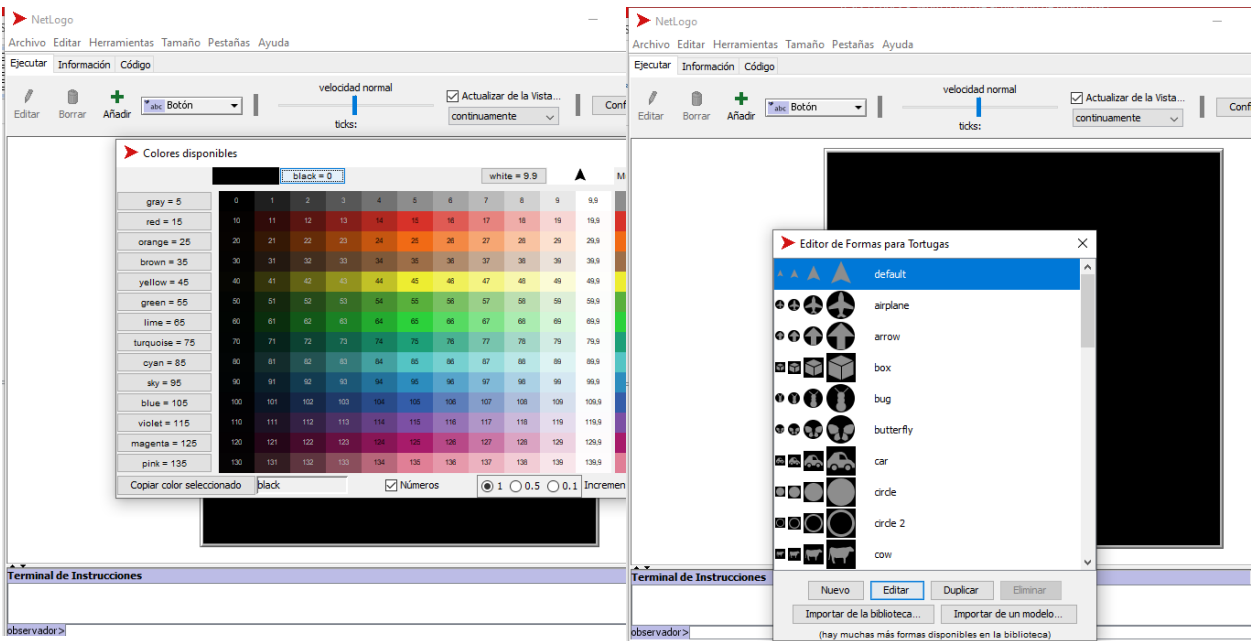 NetLogo
Archivo Editar Herramientas Tamaño Pestañas Ayuda
Ejecutar Información Código
velocidad normal
Editar Borrar Añadir abc Botón ticks: Actualizar de la Vista... continuamente Conf
Colores disponibles
black = 0 white = 9.9 M
gray = 5 0 1 2 3 4 5 6 7 8 9 9,9
red = 15 10 11 12 13 14 15 16 17 18 19 19,9
orange = 25 20 21 22 23 24 25 26 27 28 29 29,9
brown = 35 30 31 32 33 34 35 36 37 38 39 39,9
yellow = 45 40 41 42 43 44 45 46 47 48 49 49,9
green = 55 50 51 52 53 54 55 56 57 58 59 59,9
lime = 65 60 61 62 63 64 65 66 67 68 69 69,9
turquoise = 75 70 71 72 73 74 75 76 77 78 79 79,9
cyan = 85 80 81 82 83 84 85 86 87 88 89 89,9
sky = 95 90 91 92 93 94 95 96 97 98 99 99,9
blue = 105 100 101 102 103 104 105 106 107 108 109 109,9
violet = 115 110 111 112 113 114 115 116 117 118 119 119,9
magenta = 125 120 121 122 123 124 125 126 127 128 129 129,9
pink = 135 130 131 132 133 134 135 136 137 138 139 139,9
Copiar color seleccionado black Números 1 0.5 0.1 Incremen
Terminal de Instrucciones
observador>
NetLogo
Archivo Editar Herramientas Tamaño Pestañas Ayuda
Ejecutar Información Código
velocidad normal
Editar Borrar Añadir abc Botón ticks: Actualizar de la Vista... continuamente Conf
Editor de Formas para Tortugas
default
airplane
arrow
box
bug
butterfly
car
circle
circle 2
cow
Nuevo Editar Duplicar Eliminar
Importar de la biblioteca... Importar de un modelo...
(hay muchas más formas disponibles en la biblioteca)
Terminal de Instrucciones
observador>